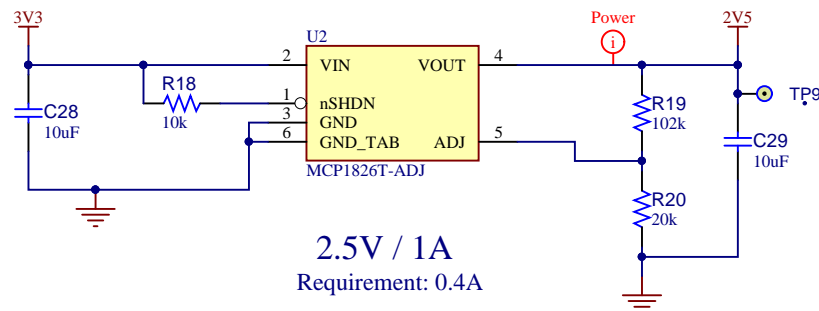 3V3
Power
2V5
U2
2
VIN
VOUT
4
R18
10k
1
nSHDN
3
GND
6
GND_TAB
ADJ
5
MCP1826T-ADJ
C28
10uF
R19
102k
TP9
C29
10uF
R20
20k
2.5V / 1A
Requirement: 0.4A